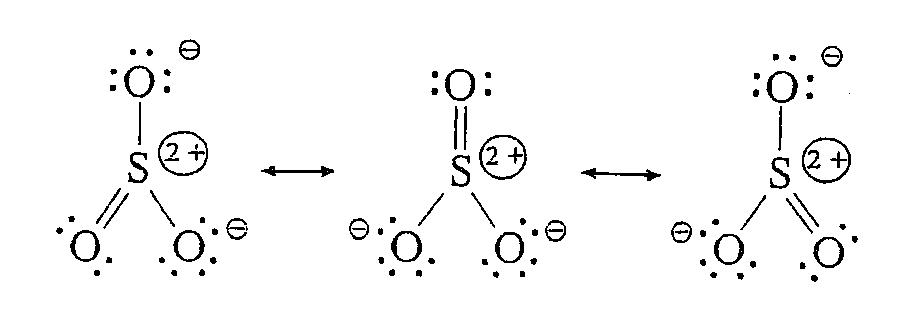 O ⊖ O O ⊖
S 2+ S 2+ S 2+
O O ⊖ ⊖ O O ⊖ ⊖ O O